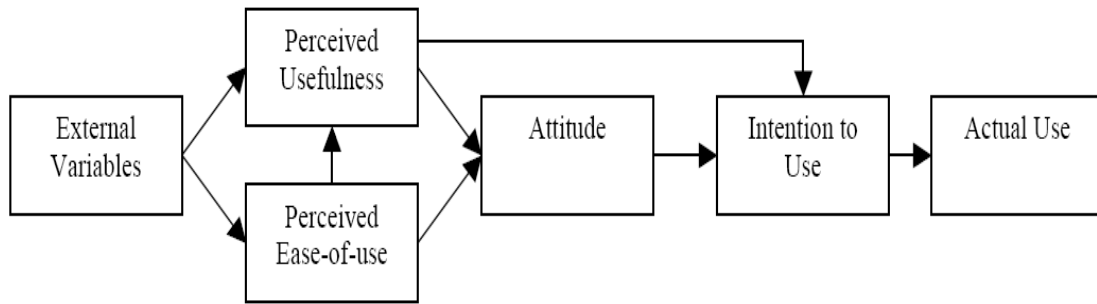 Perceived
Usefulness
External
Variables
Perceived
Ease-of-use
Attitude
Intention to
Use
Actual Use